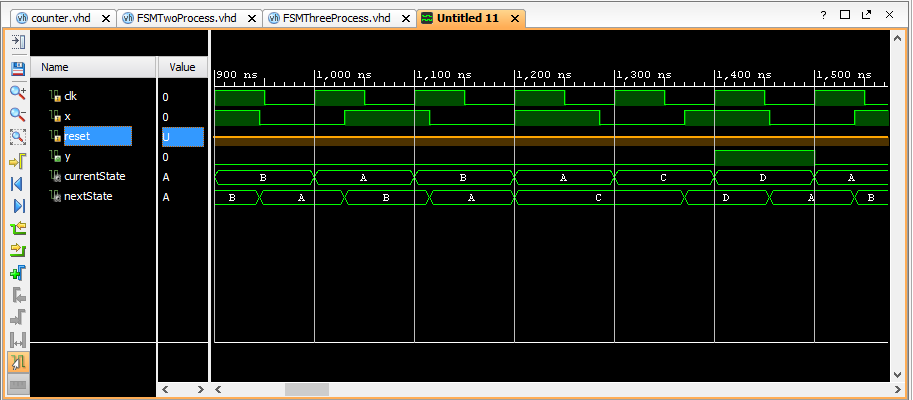 counter.vhd FSMTwoProcess.vhd FSMThreeProcess.vhd Untitled 11
Name Value
900 ns 1,000 ns 1,100 ns 1,200 ns 1,300 ns 1,400 ns 1,500 ns
clk 0
x 0
reset U
y 0
currentState A B A B A C D A
nextState A B A B A C D A B